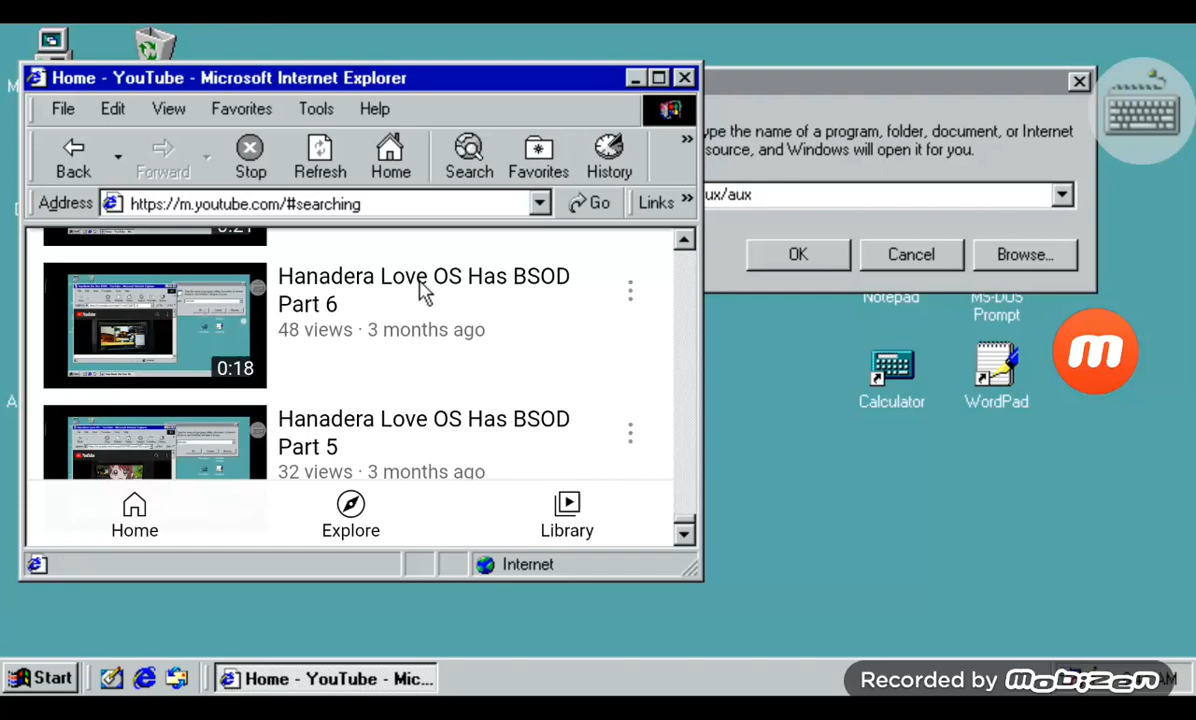 Home - YouTube - Microsoft Internet Explorer
File Edit View Favorites Tools Help
Back Forward Stop Refresh Home Search Favorites History »
Address https://m.youtube.com/#searching Go Links »
Hanadera Love OS Has BSOD
Part 6
48 views · 3 months ago
0:18
Hanadera Love OS Has BSOD
Part 5
32 views · 3 months ago
Home Explore Library
Internet
ype the name of a program, folder, document, or Internet
source, and Windows will open it for you.
ux/aux
OK Cancel Browse...
Notepad
MS-DOS
Prompt
Calculator WordPad
m
Start Home - YouTube - Mic...
Recorded by mobizen